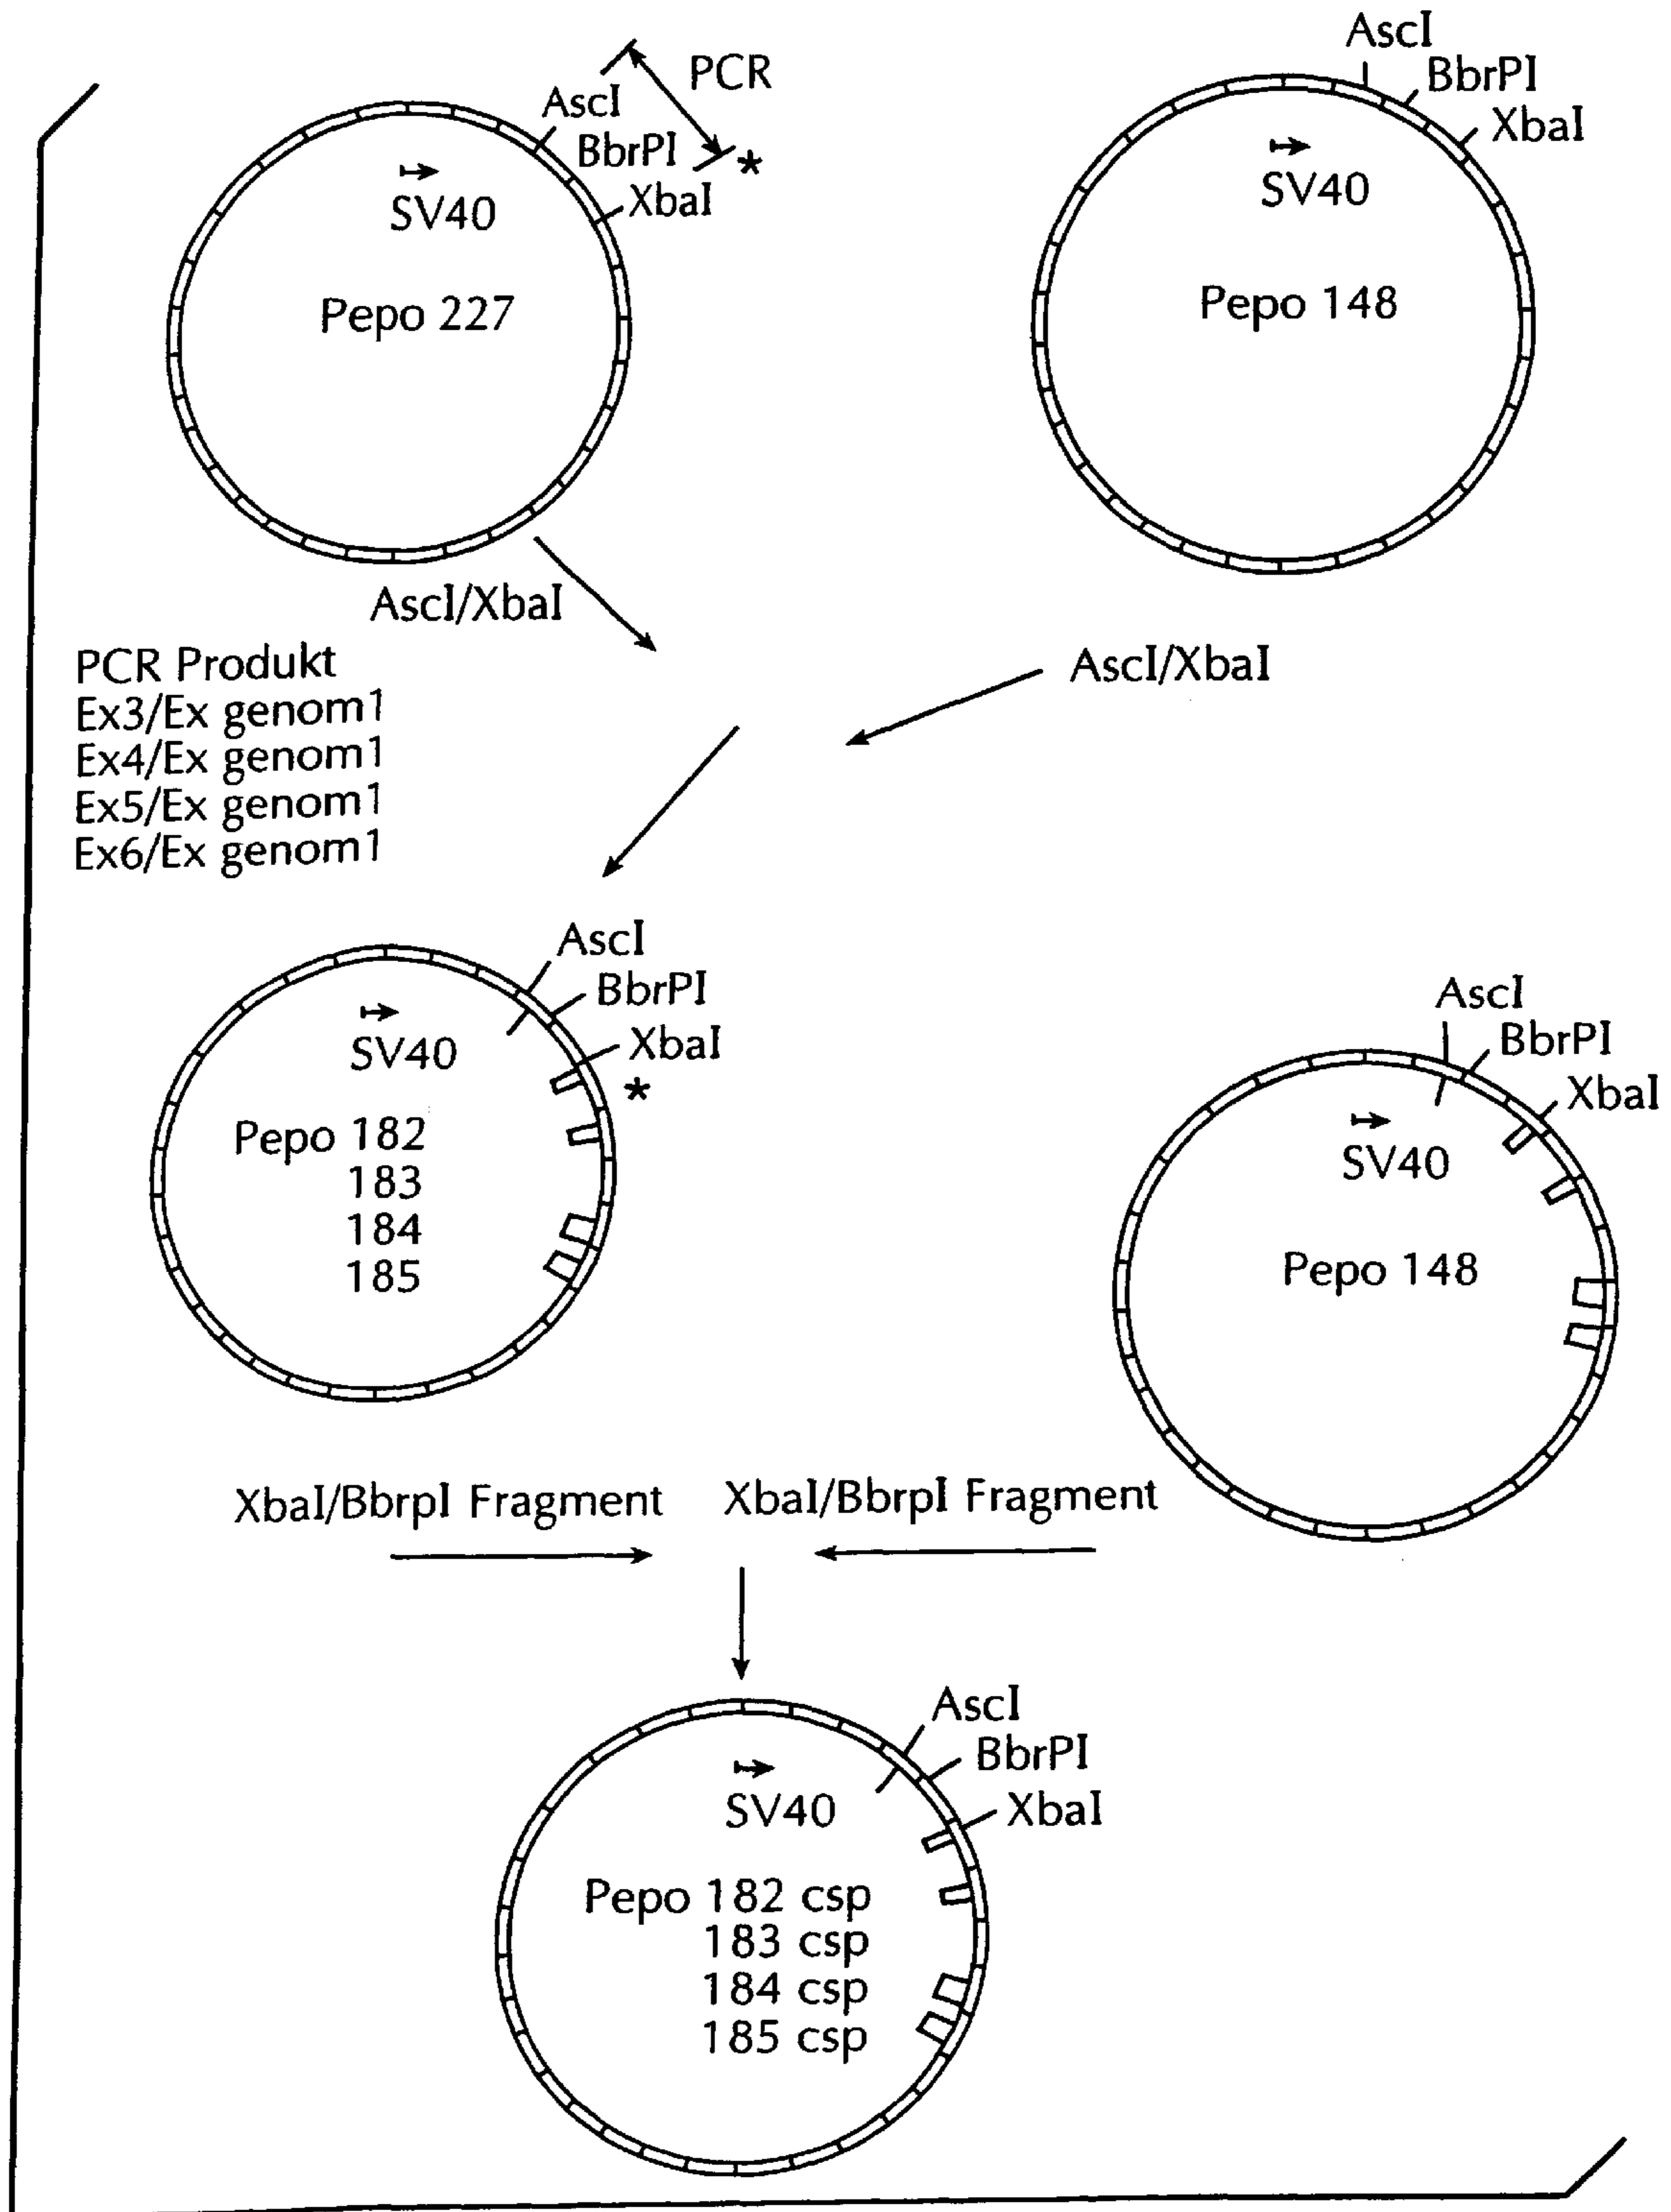 PCR
AscI
BbrPI
*
XbaI
SV40
Pepo 227
AscI
BbrPI
XbaI
SV40
Pepo 148
AscI/XbaI
PCR Produkt
Ex3/Ex genom1
Ex4/Ex genom1
Ex5/Ex genom1
Ex6/Ex genom1
AscI/XbaI
AscI
BbrPI
XbaI
*
SV40
Pepo 182
183
184
185
AscI
BbrPI
XbaI
SV40
Pepo 148
XbaI/BbrpI Fragment
XbaI/BbrpI Fragment
AscI
BbrPI
XbaI
SV40
Pepo 182 csp
183 csp
184 csp
185 csp